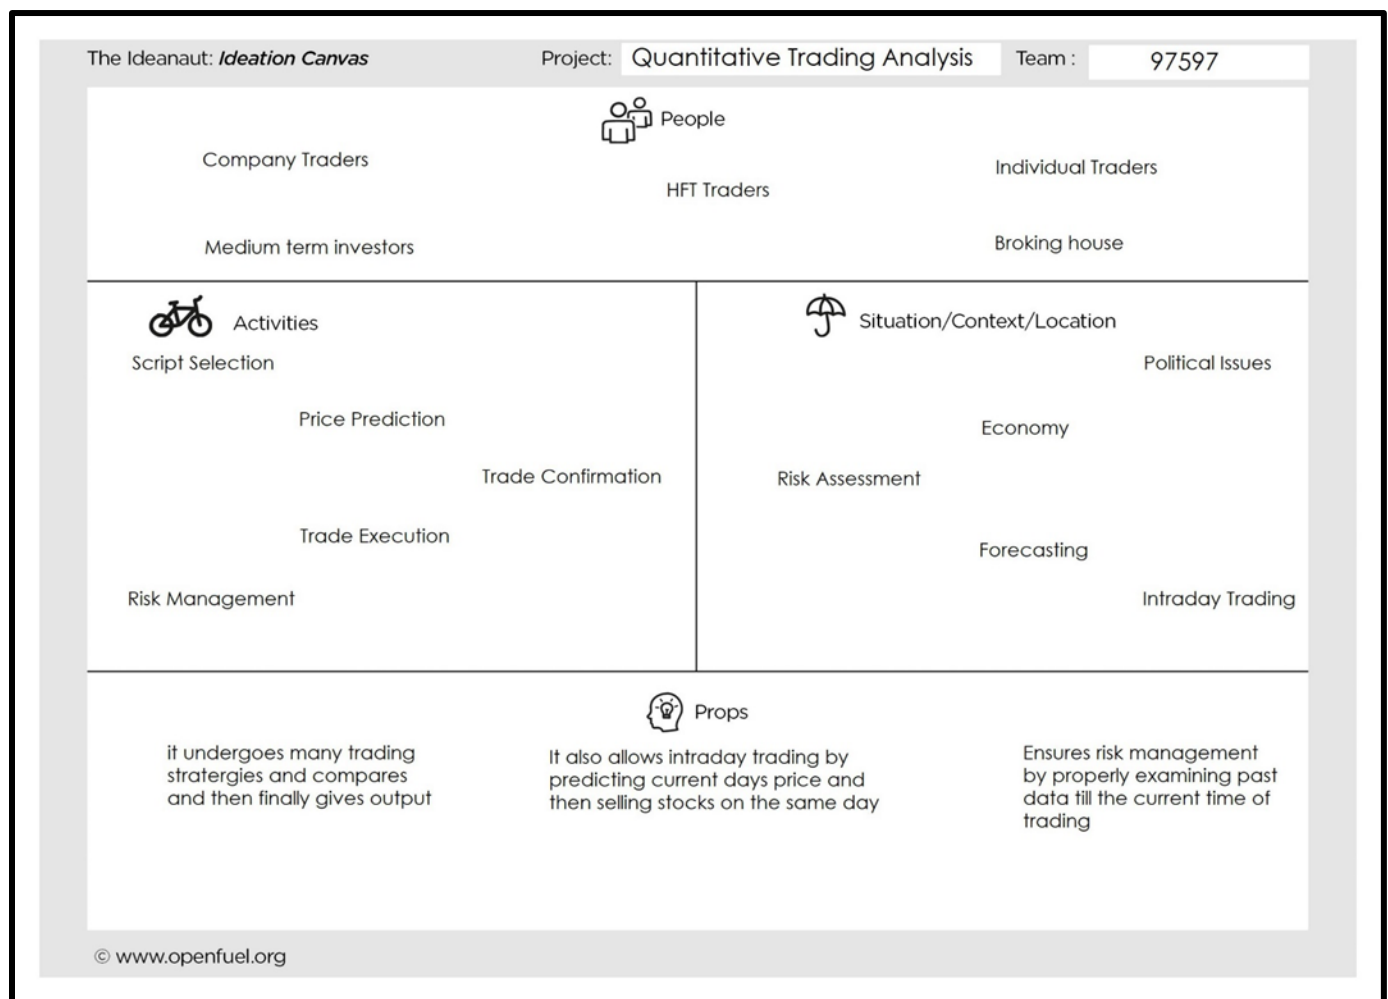 The Ideanaut: Ideation Canvas
Project: Quantitative Trading Analysis
Team : 97597
People
Company Traders
Individual Traders
HFT Traders
Medium term investors
Broking house
Activities
Script Selection
Price Prediction
Trade Confirmation
Trade Execution
Risk Management
Situation/Context/Location
Political Issues
Economy
Risk Assessment
Forecasting
Intraday Trading
Props
it undergoes many trading
stratergies and compares
and then finally gives output
It also allows intraday trading by
predicting current days price and
then selling stocks on the same day
Ensures risk management
by properly examining past
data till the current time of
trading
© www.openfuel.org